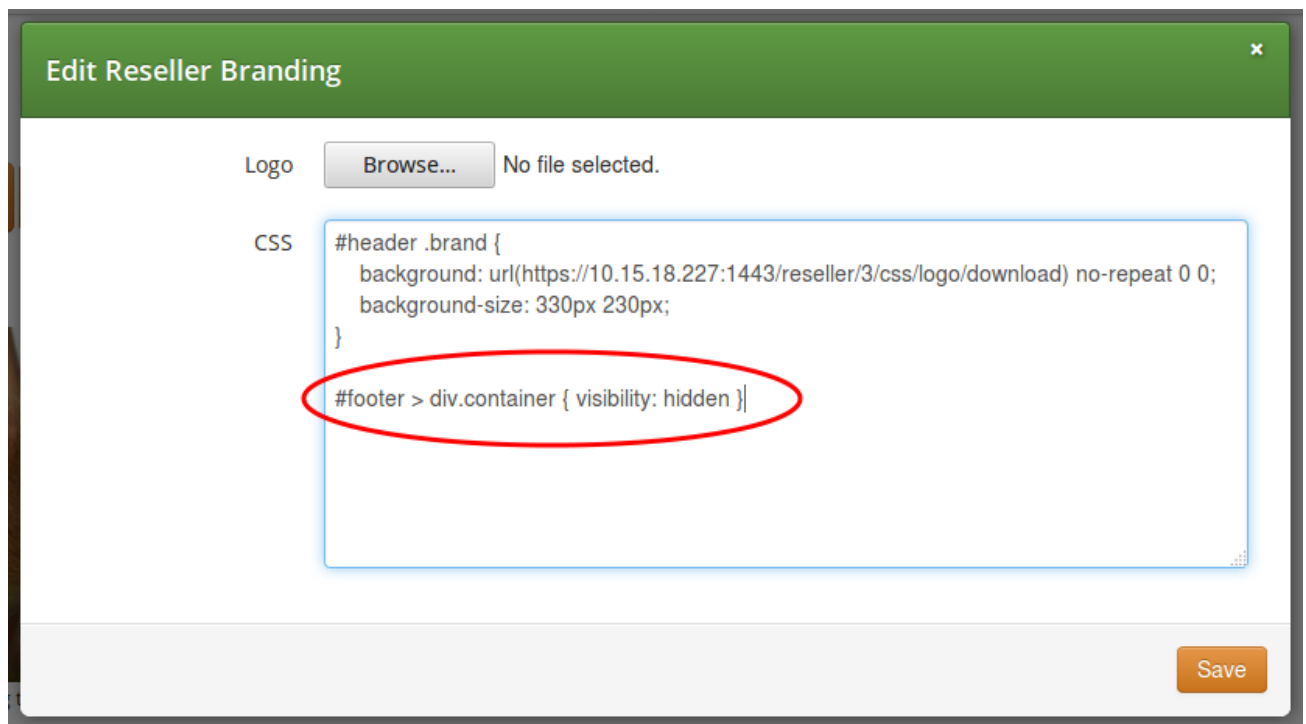 Edit Reseller Branding
×
Logo
Browse...
No file selected.
CSS
#header .brand {
    background: url(https://10.15.18.227:1443/reseller/3/css/logo/download) no-repeat 0 0;
    background-size: 330px 230px;
}
#footer > div.container { visibility: hidden }
Save